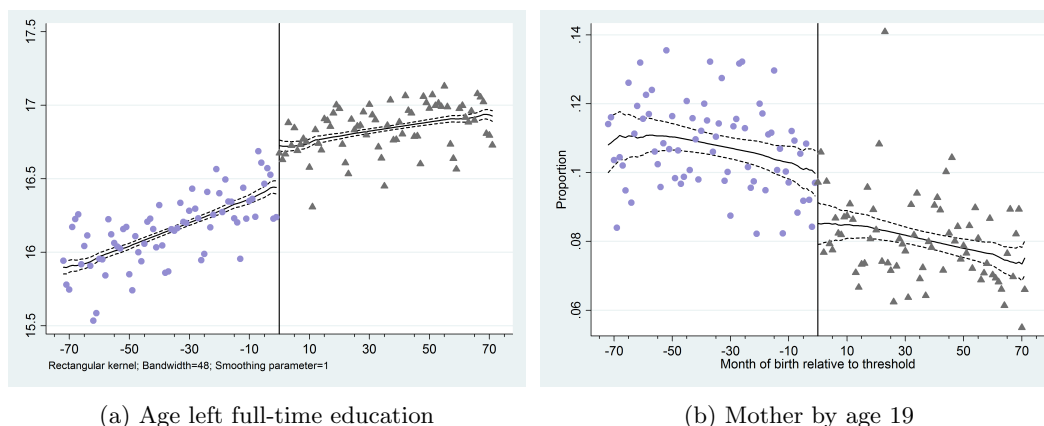 17.5
17
16.5
16
15.5
-70 -50 -30 -10 10 30 50 70
Rectangular kernel; Bandwidth=48; Smoothing parameter=1
(a) Age left full-time education
Proportion
.14
.12
.1
.08
.06
-70 -50 -30 -10 10 30 50 70
Month of birth relative to threshold
(b) Mother by age 19